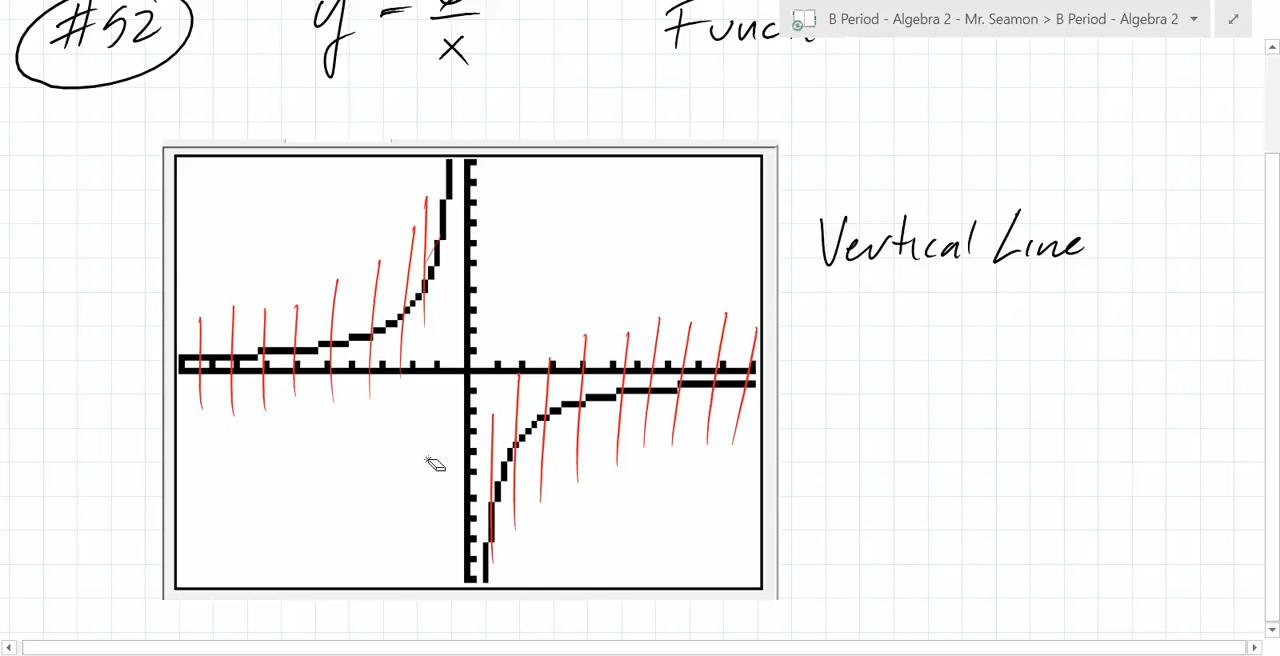 #52 y = x Func
B Period - Algebra 2 - Mr. Seamon > B Period - Algebra 2
Vertical Line